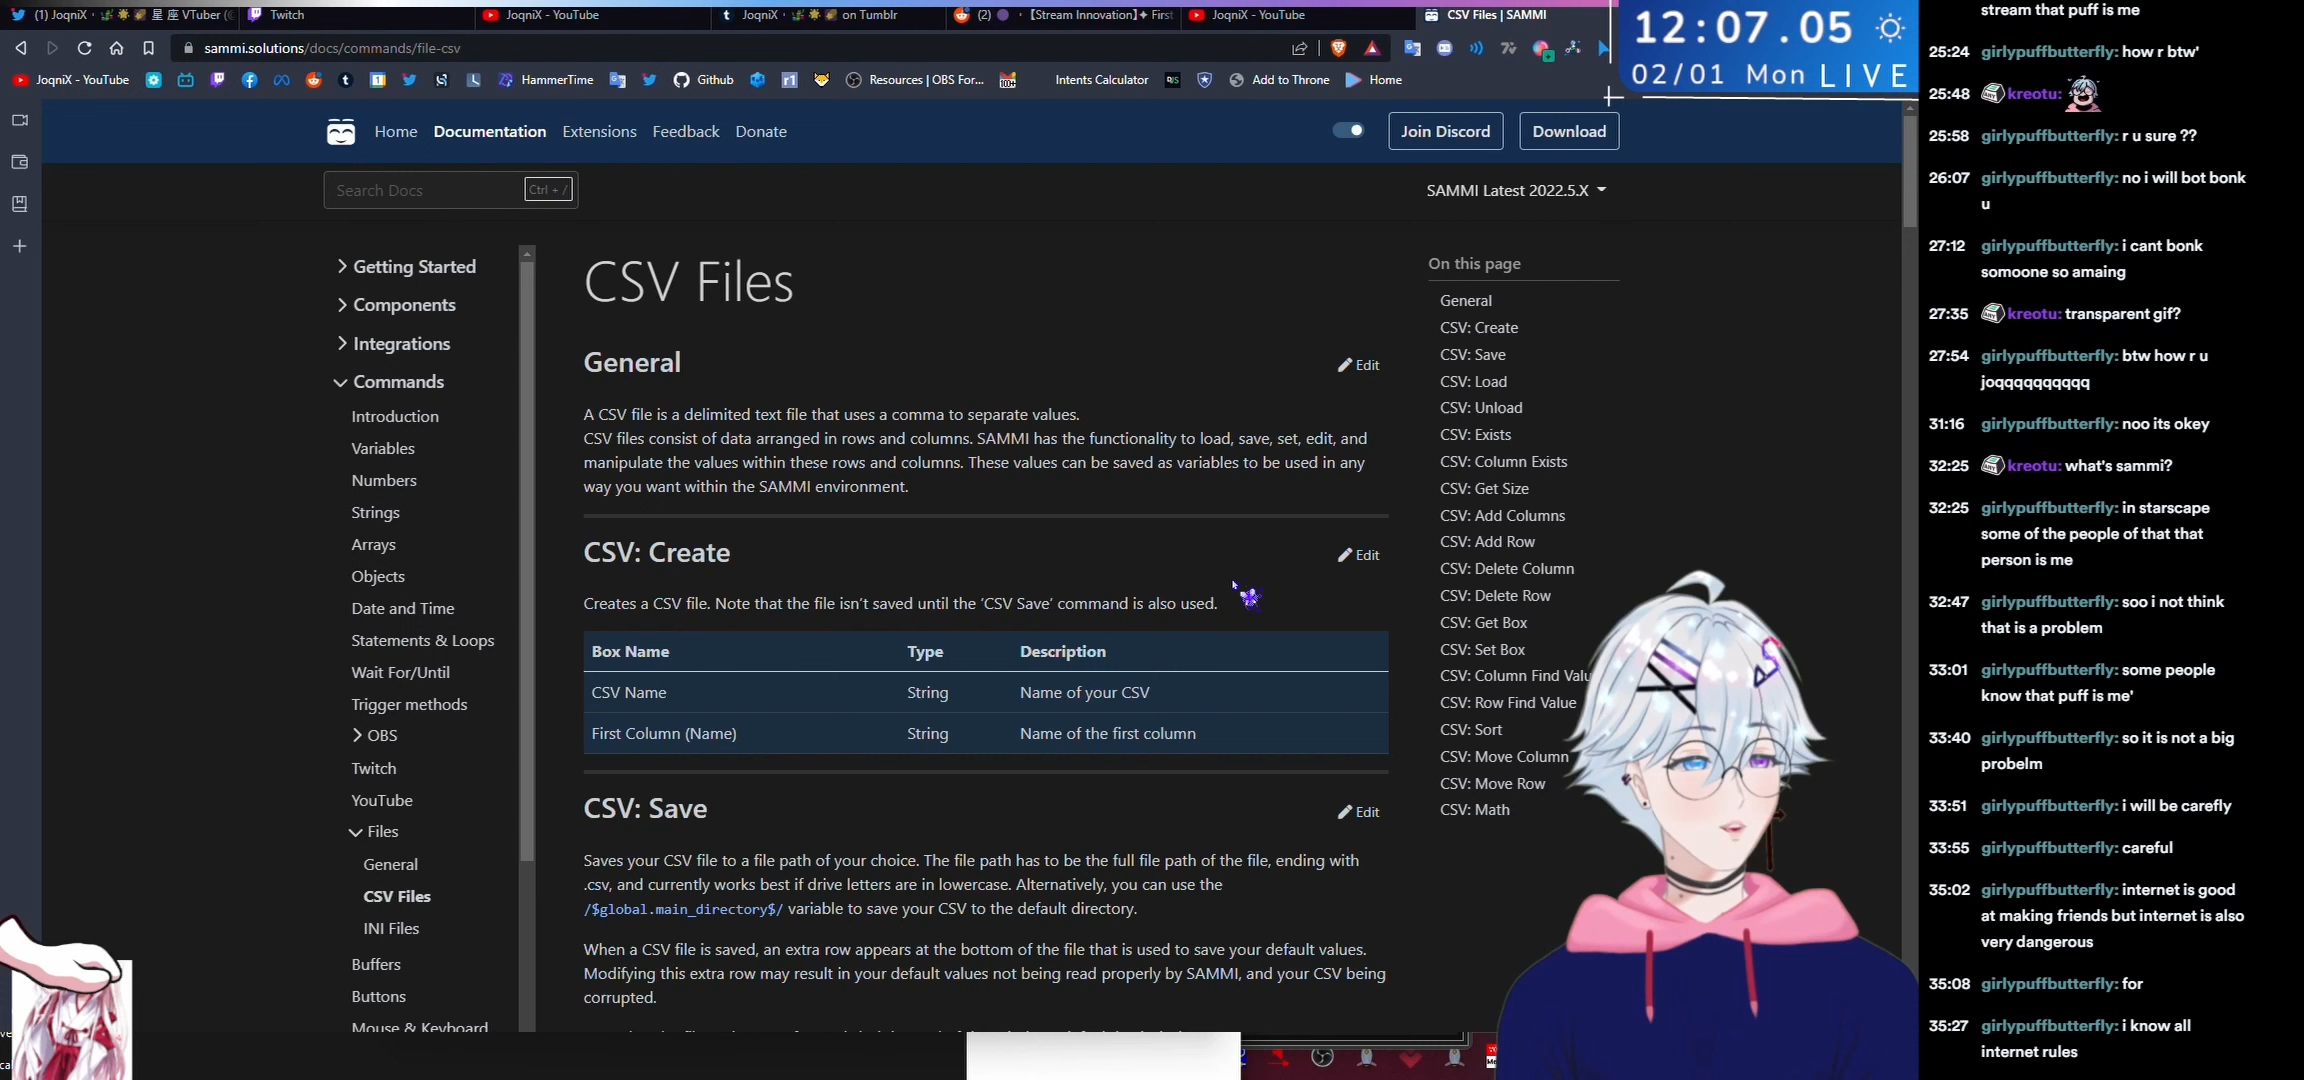 (1) JoqniX · 星 座 VTuber (
Twitch
JoqniX - YouTube
JoqniX · on Tumblr
(2) · 【Stream Innovation】✦ First
JoqniX - YouTube
CSV Files | SAMMI
sammi.solutions/docs/commands/file-csv
JoqniX - YouTube
HammerTime
Github
Resources | OBS For...
Intents Calculator
Add to Throne
Home
12:07.05
02/01 Mon LIVE
Home
Documentation
Extensions
Feedback
Donate
Join Discord
Download
Search Docs
Ctrl + /
SAMMI Latest 2022.5.X
Getting Started
Components
Integrations
Commands
Introduction
Variables
Numbers
Strings
Arrays
Objects
Date and Time
Statements & Loops
Wait For/Until
Trigger methods
OBS
Twitch
YouTube
Files
General
CSV Files
INI Files
Buffers
Buttons
Mouse & Keyboard
CSV Files
General
Edit
A CSV file is a delimited text file that uses a comma to separate values.
CSV files consist of data arranged in rows and columns. SAMMI has the functionality to load, save, set, edit, and
manipulate the values within these rows and columns. These values can be saved as variables to be used in any
way you want within the SAMMI environment.
CSV: Create
Edit
Creates a CSV file. Note that the file isn't saved until the 'CSV Save' command is also used.
Box Name Type Description
CSV Name String Name of your CSV
First Column (Name) String Name of the first column
CSV: Save
Edit
Saves your CSV file to a file path of your choice. The file path has to be the full file path of the file, ending with
.csv, and currently works best if drive letters are in lowercase. Alternatively, you can use the
/$global.main_directory$/ variable to save your CSV to the default directory.
When a CSV file is saved, an extra row appears at the bottom of the file that is used to save your default values.
Modifying this extra row may result in your default values not being read properly by SAMMI, and your CSV being
corrupted.
On this page
General
CSV: Create
CSV: Save
CSV: Load
CSV: Unload
CSV: Exists
CSV: Column Exists
CSV: Get Size
CSV: Add Columns
CSV: Add Row
CSV: Delete Column
CSV: Delete Row
CSV: Get Box
CSV: Set Box
CSV: Column Find Valu
CSV: Row Find Value
CSV: Sort
CSV: Move Column
CSV: Move Row
CSV: Math
stream that puff is me
25:24 girlypuffbutterfly: how r btw'
25:48 kreotu:
25:58 girlypuffbutterfly: r u sure ??
26:07 girlypuffbutterfly: no i will bot bonk
u
27:12 girlypuffbutterfly: i cant bonk
somoone so amaing
27:35 kreotu: transparent gif?
27:54 girlypuffbutterfly: btw how r u
joqqqqqqqqqq
31:16 girlypuffbutterfly: noo its okey
32:25 kreotu: what's sammi?
32:25 girlypuffbutterfly: in starscape
some of the people of that that
person is me
32:47 girlypuffbutterfly: soo i not think
that is a problem
33:01 girlypuffbutterfly: some people
know that puff is me'
33:40 girlypuffbutterfly: so it is not a big
probelm
33:51 girlypuffbutterfly: i will be carefly
33:55 girlypuffbutterfly: careful
35:02 girlypuffbutterfly: internet is good
at making friends but internet is also
very dangerous
35:08 girlypuffbutterfly: for
35:27 girlypuffbutterfly: i know all
internet rules